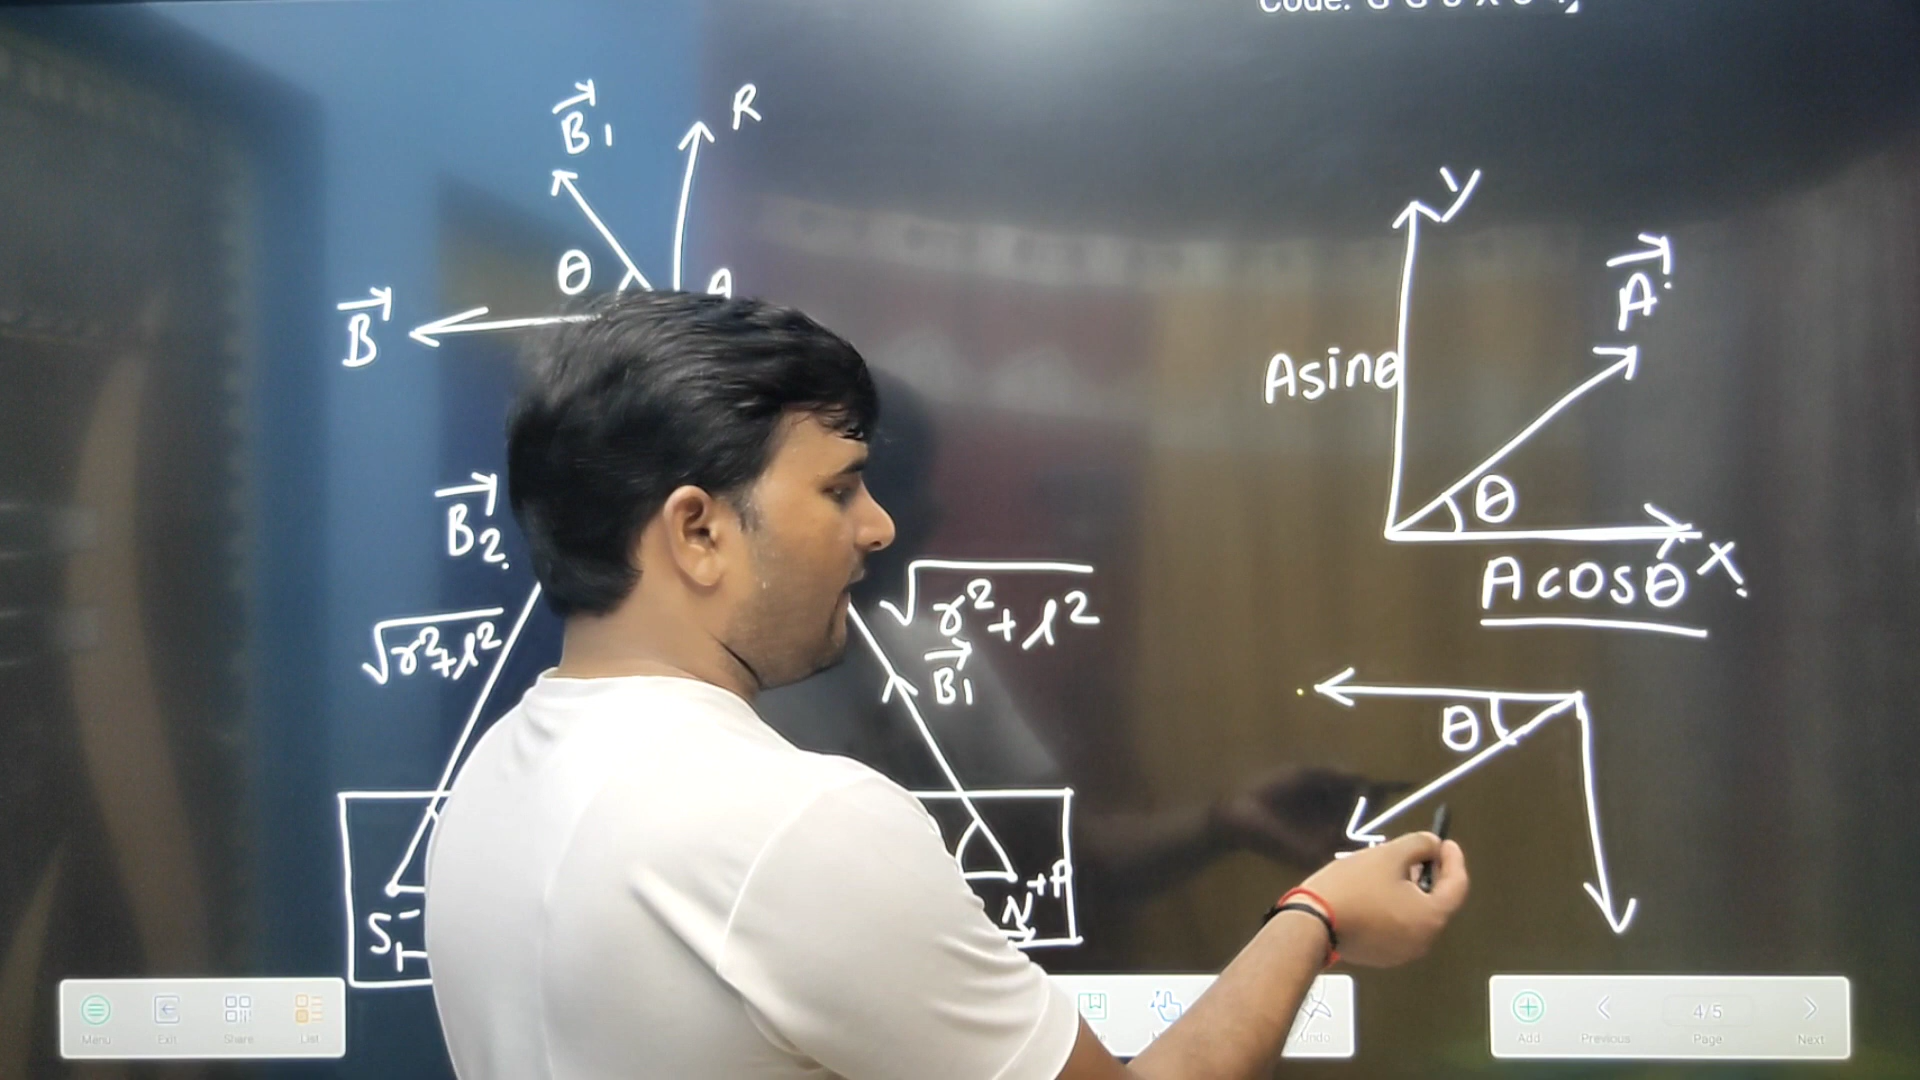 Code:
B₁
R
θ
B
B₂
√r²+l²
√r²+l²
B₁
S
N
y
A
Asinθ
θ
x
Acosθ
θ
Menu
Exit
Share
List
Undo
Add
Previous
4/5
Page
Next